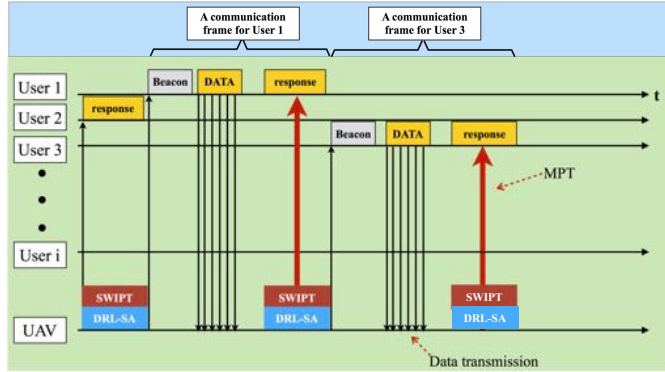 A communication
frame for User 1
A communication
frame for User 3
User 1
Beacon
DATA
response
t
User 2
response
User 3
Beacon
DATA
response
MPT
User i
SWIPT
SWIPT
SWIPT
DRL-SA
DRL-SA
DRL-SA
UAV
Data transmission